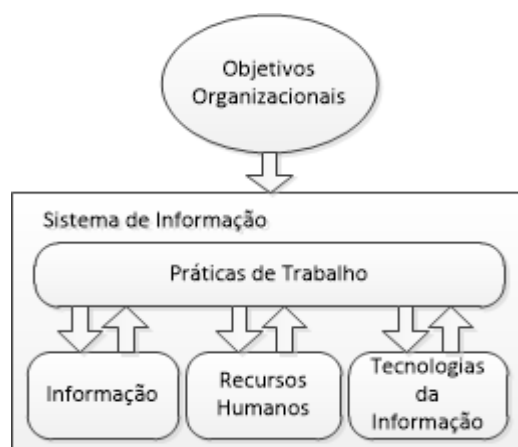 Objetivos
Organizacionais
Sistema de Informação
Práticas de Trabalho
Informação
Recursos
Humanos
Tecnologias
da
Informação